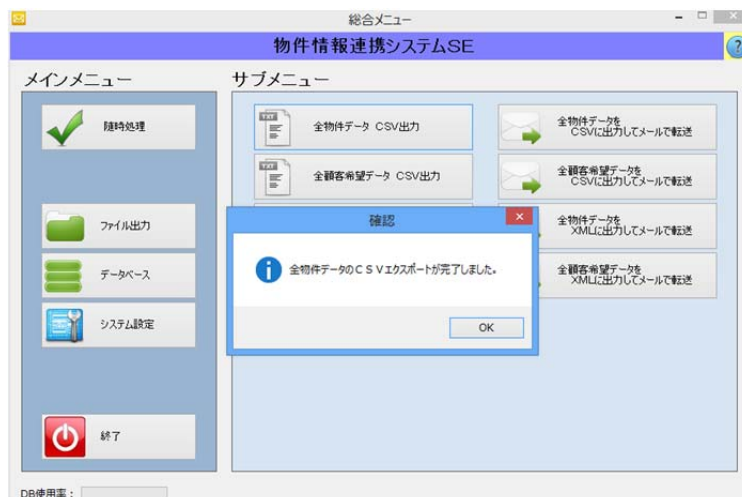 総合メニュー
物件情報連携システムSE
?
メインメニュー
サブメニュー
随時処理
ファイル出力
データベース
システム設定
終了
TXT
全物件データ CSV出力
全物件データを
CSVに出力してメールで転送
TXT
全顧客希望データ CSV出力
全顧客希望データを
CSVに出力してメールで転送
全物件データを
XMLに出力してメールで転送
全顧客希望データを
XMLに出力してメールで転送
確認
全物件データのCSVエクスポートが完了しました。
OK
DB使用率: